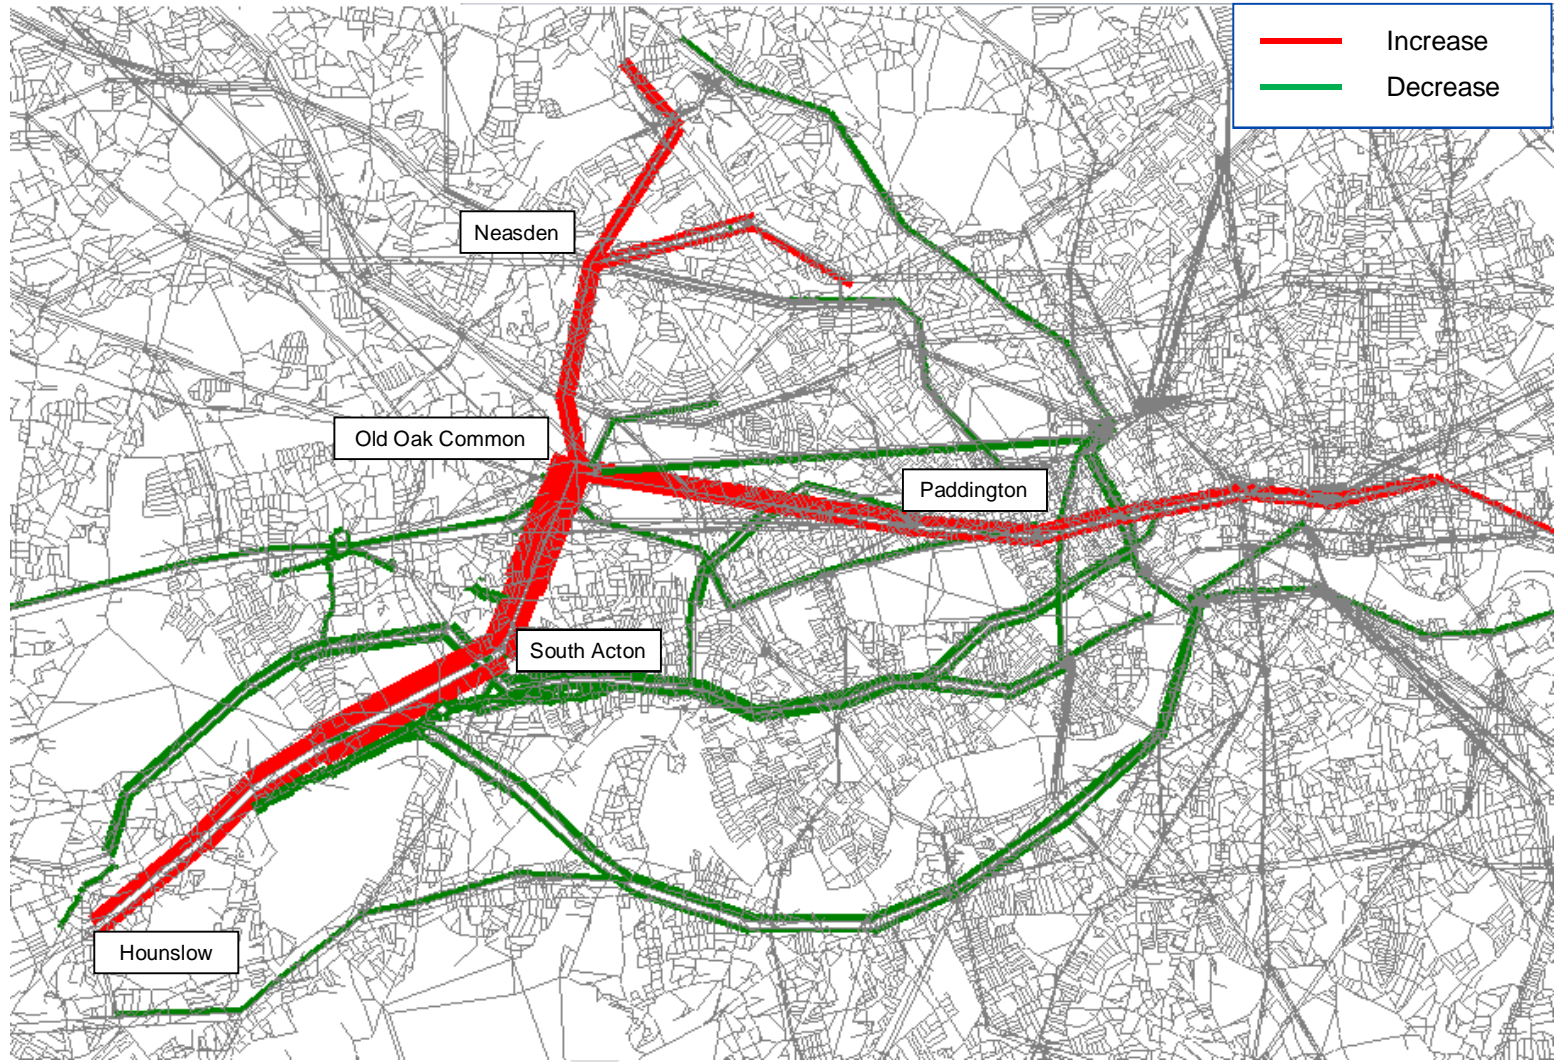 Increase
Decrease
Neasden
Old Oak Common
Paddington
South Acton
Hounslow